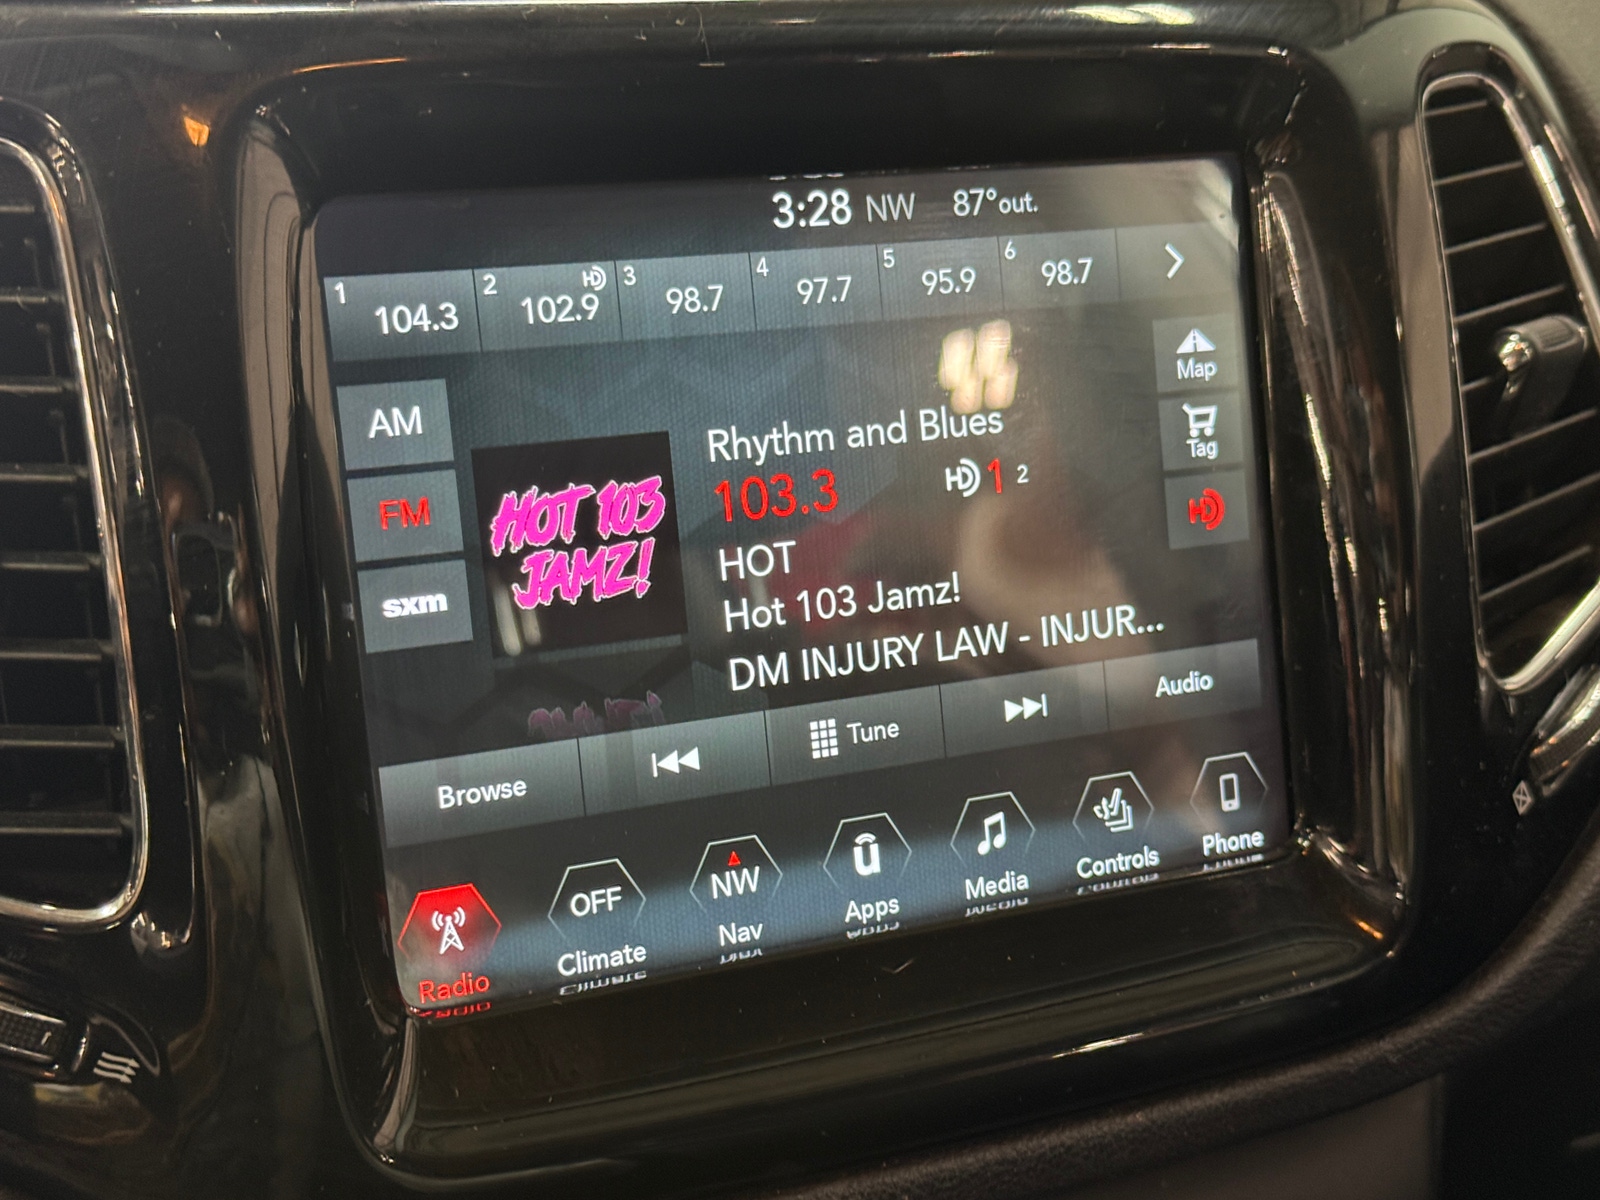 3:28 NW 87°out.
1 104.3 2 102.9 HD 3 98.7 4 97.7 5 95.9 6 98.7
Map
AM
Rhythm and Blues
Tag
103.3 HD 1 2
FM
HD
HOT 103
JAMZ!
HOT
Hot 103 Jamz!
sxm
DM INJURY LAW - INJUR...
Browse Tune Audio
OFF NW u
Radio Climate Nav Apps Media Controls Phone